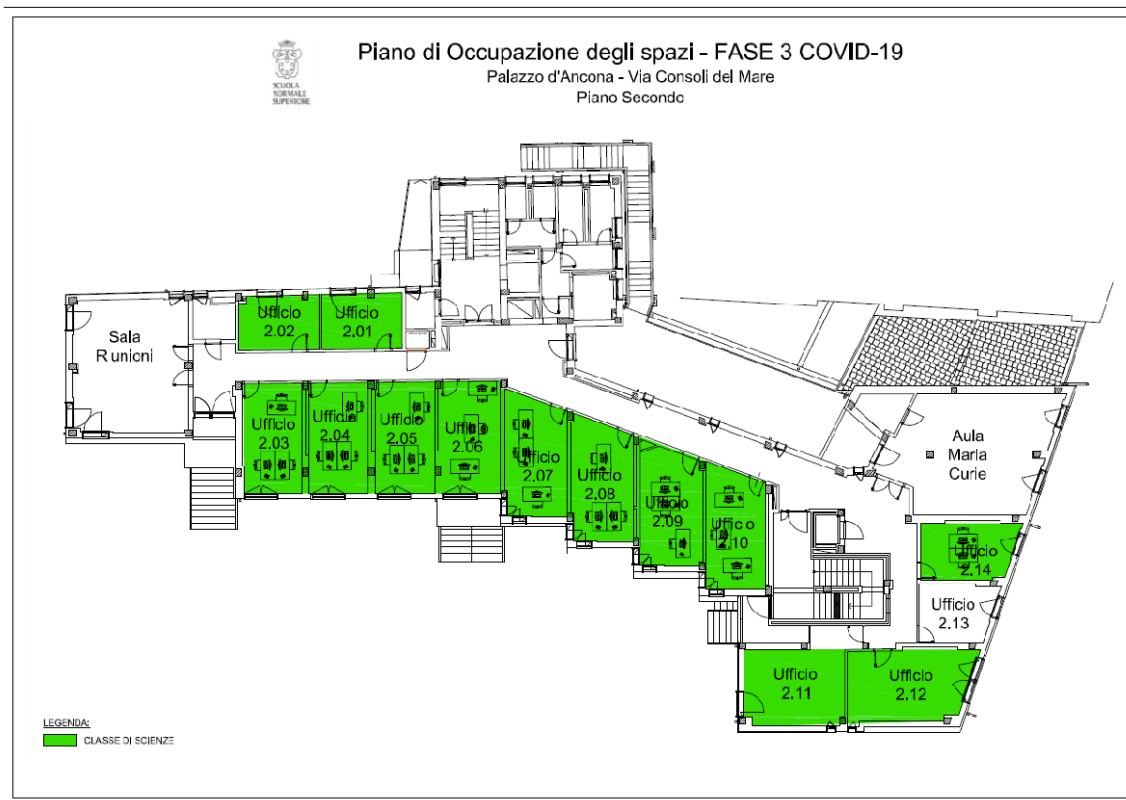 Piano di Occupazione degli spazi - FASE 3 COVID-19
Palazzo d'Ancona - Via Consoli del Mare
Piano Secondo
SCUOLA
NORMALE
SUPERIORE
Ufficio
2.02
Ufficio
2.01
Sala
Riunioni
Ufficio
2.03
Ufficio
2.04
Ufficio
2.05
Ufficio
2.06
Ufficio
2.07
Ufficio
2.08
Ufficio
2.09
Ufficio
2.10
Aula
Maria
Curie
Ufficio
2.14
Ufficio
2.13
Ufficio
2.11
Ufficio
2.12
LEGENDA:
CLASSE DI SCIENZE